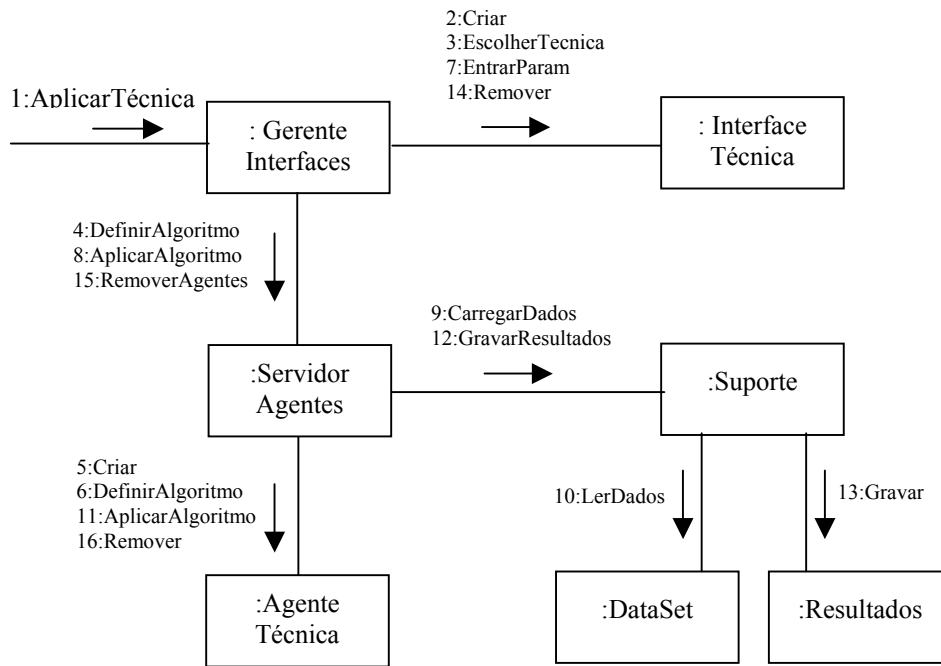 2:Criar
3:EscolherTecnica
7:EntrarParam
14:Remover
1:AplicarTécnica
: Gerente
Interfaces
: Interface
Técnica
4:DefinirAlgoritmo
8:AplicarAlgoritmo
15:RemoverAgentes
9:CarregarDados
12:GravarResultados
:Servidor
Agentes
:Suporte
5:Criar
6:DefinirAlgoritmo
11:AplicarAlgoritmo
16:Remover
10:LerDados
13:Gravar
:Agente
Técnica
:DataSet
:Resultados